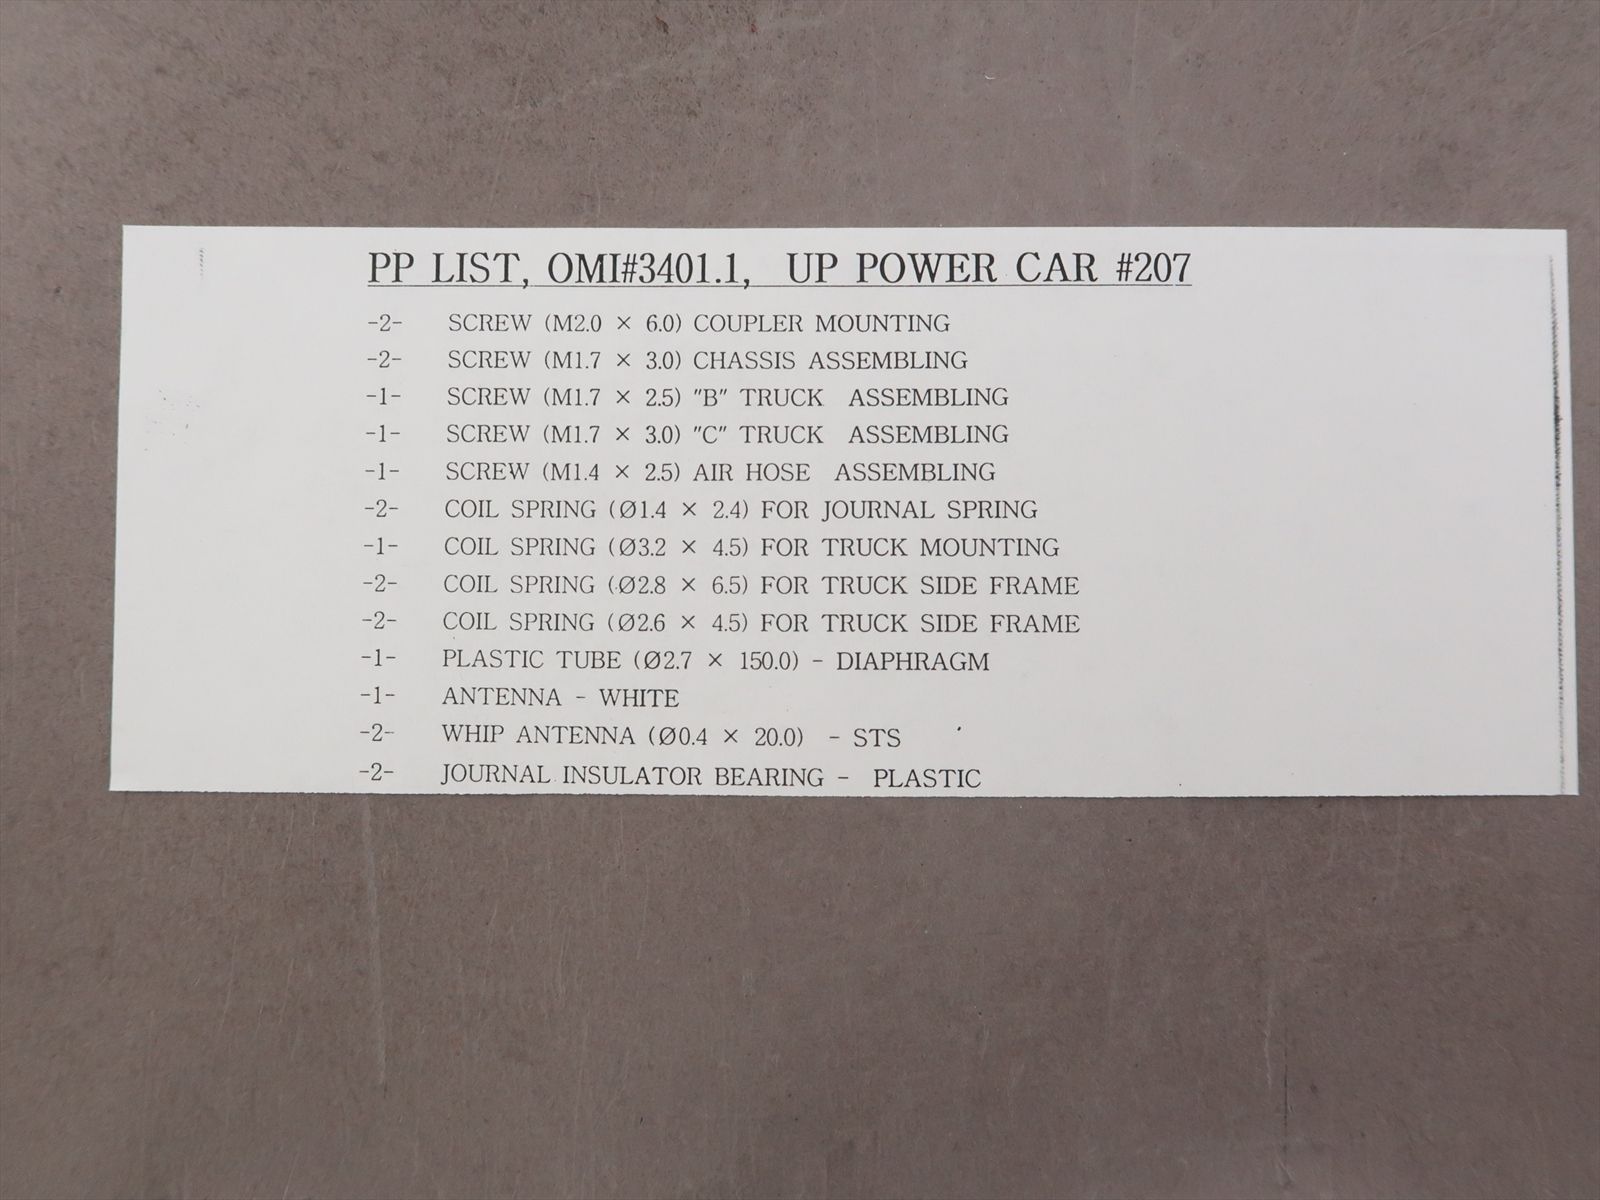 PP LIST, OMI#3401.1, UP POWER CAR #207
-2- SCREW (M2.0 × 6.0) COUPLER MOUNTING
-2- SCREW (M1.7 × 3.0) CHASSIS ASSEMBLING
-1- SCREW (M1.7 × 2.5) "B" TRUCK ASSEMBLING
-1- SCREW (M1.7 × 3.0) "C" TRUCK ASSEMBLING
-1- SCREW (M1.4 × 2.5) AIR HOSE ASSEMBLING
-2- COIL SPRING (Ø1.4 × 2.4) FOR JOURNAL SPRING
-1- COIL SPRING (Ø3.2 × 4.5) FOR TRUCK MOUNTING
-2- COIL SPRING (Ø2.8 × 6.5) FOR TRUCK SIDE FRAME
-2- COIL SPRING (Ø2.6 × 4.5) FOR TRUCK SIDE FRAME
-1- PLASTIC TUBE (Ø2.7 × 150.0) - DIAPHRAGM
-1- ANTENNA - WHITE
-2- WHIP ANTENNA (Ø0.4 × 20.0) - STS
-2- JOURNAL INSULATOR BEARING - PLASTIC